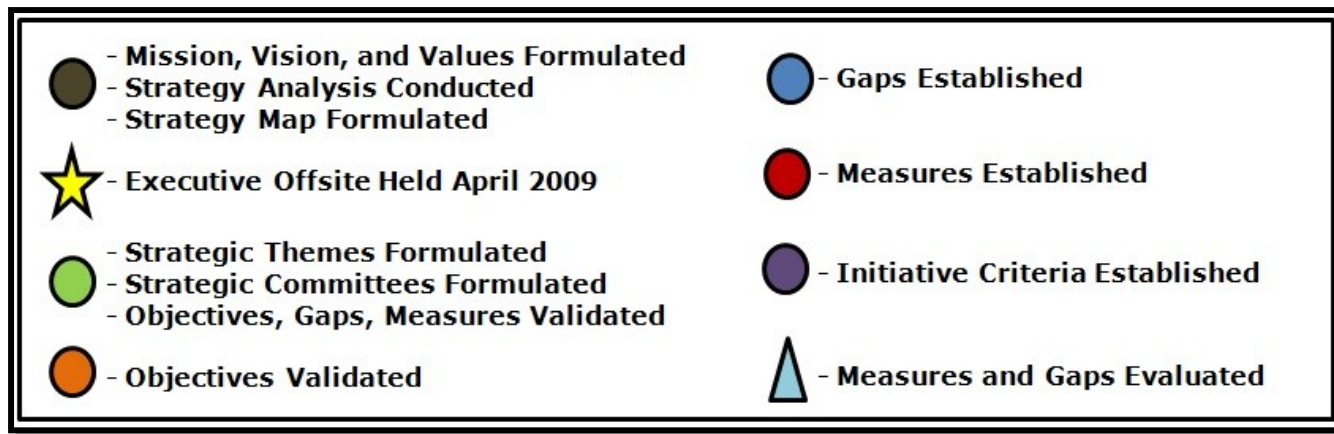 - Mission, Vision, and Values Formulated
- Strategy Analysis Conducted
- Strategy Map Formulated
- Executive Offsite Held April 2009
- Strategic Themes Formulated
- Strategic Committees Formulated
- Objectives, Gaps, Measures Validated
- Objectives Validated
- Gaps Established
- Measures Established
- Initiative Criteria Established
- Measures and Gaps Evaluated